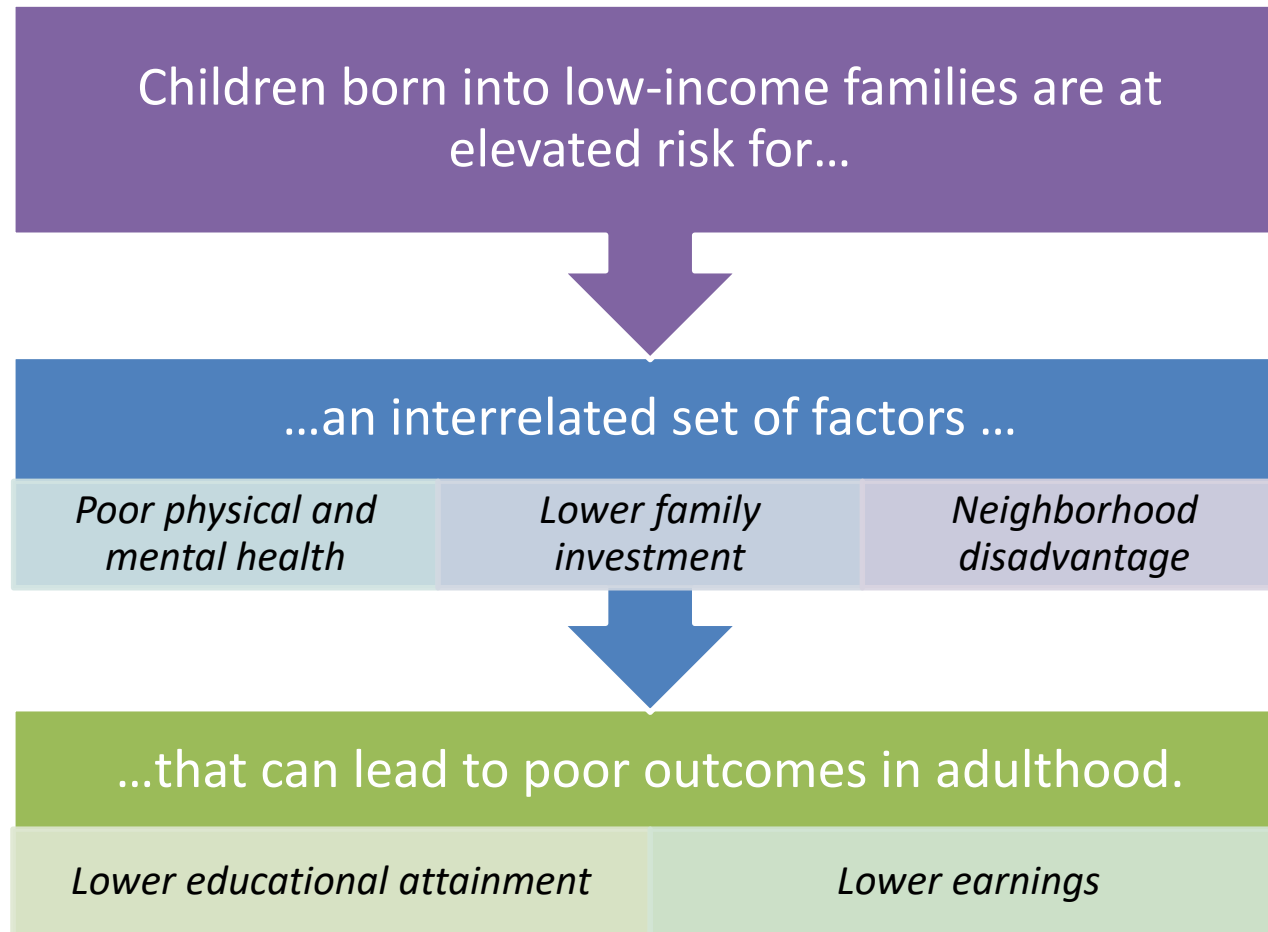 Children born into low-income families are at
elevated risk for…
…an interrelated set of factors …
Poor physical and
mental health
Lower family
investment
Neighborhood
disadvantage
…that can lead to poor outcomes in adulthood.
Lower educational attainment
Lower earnings